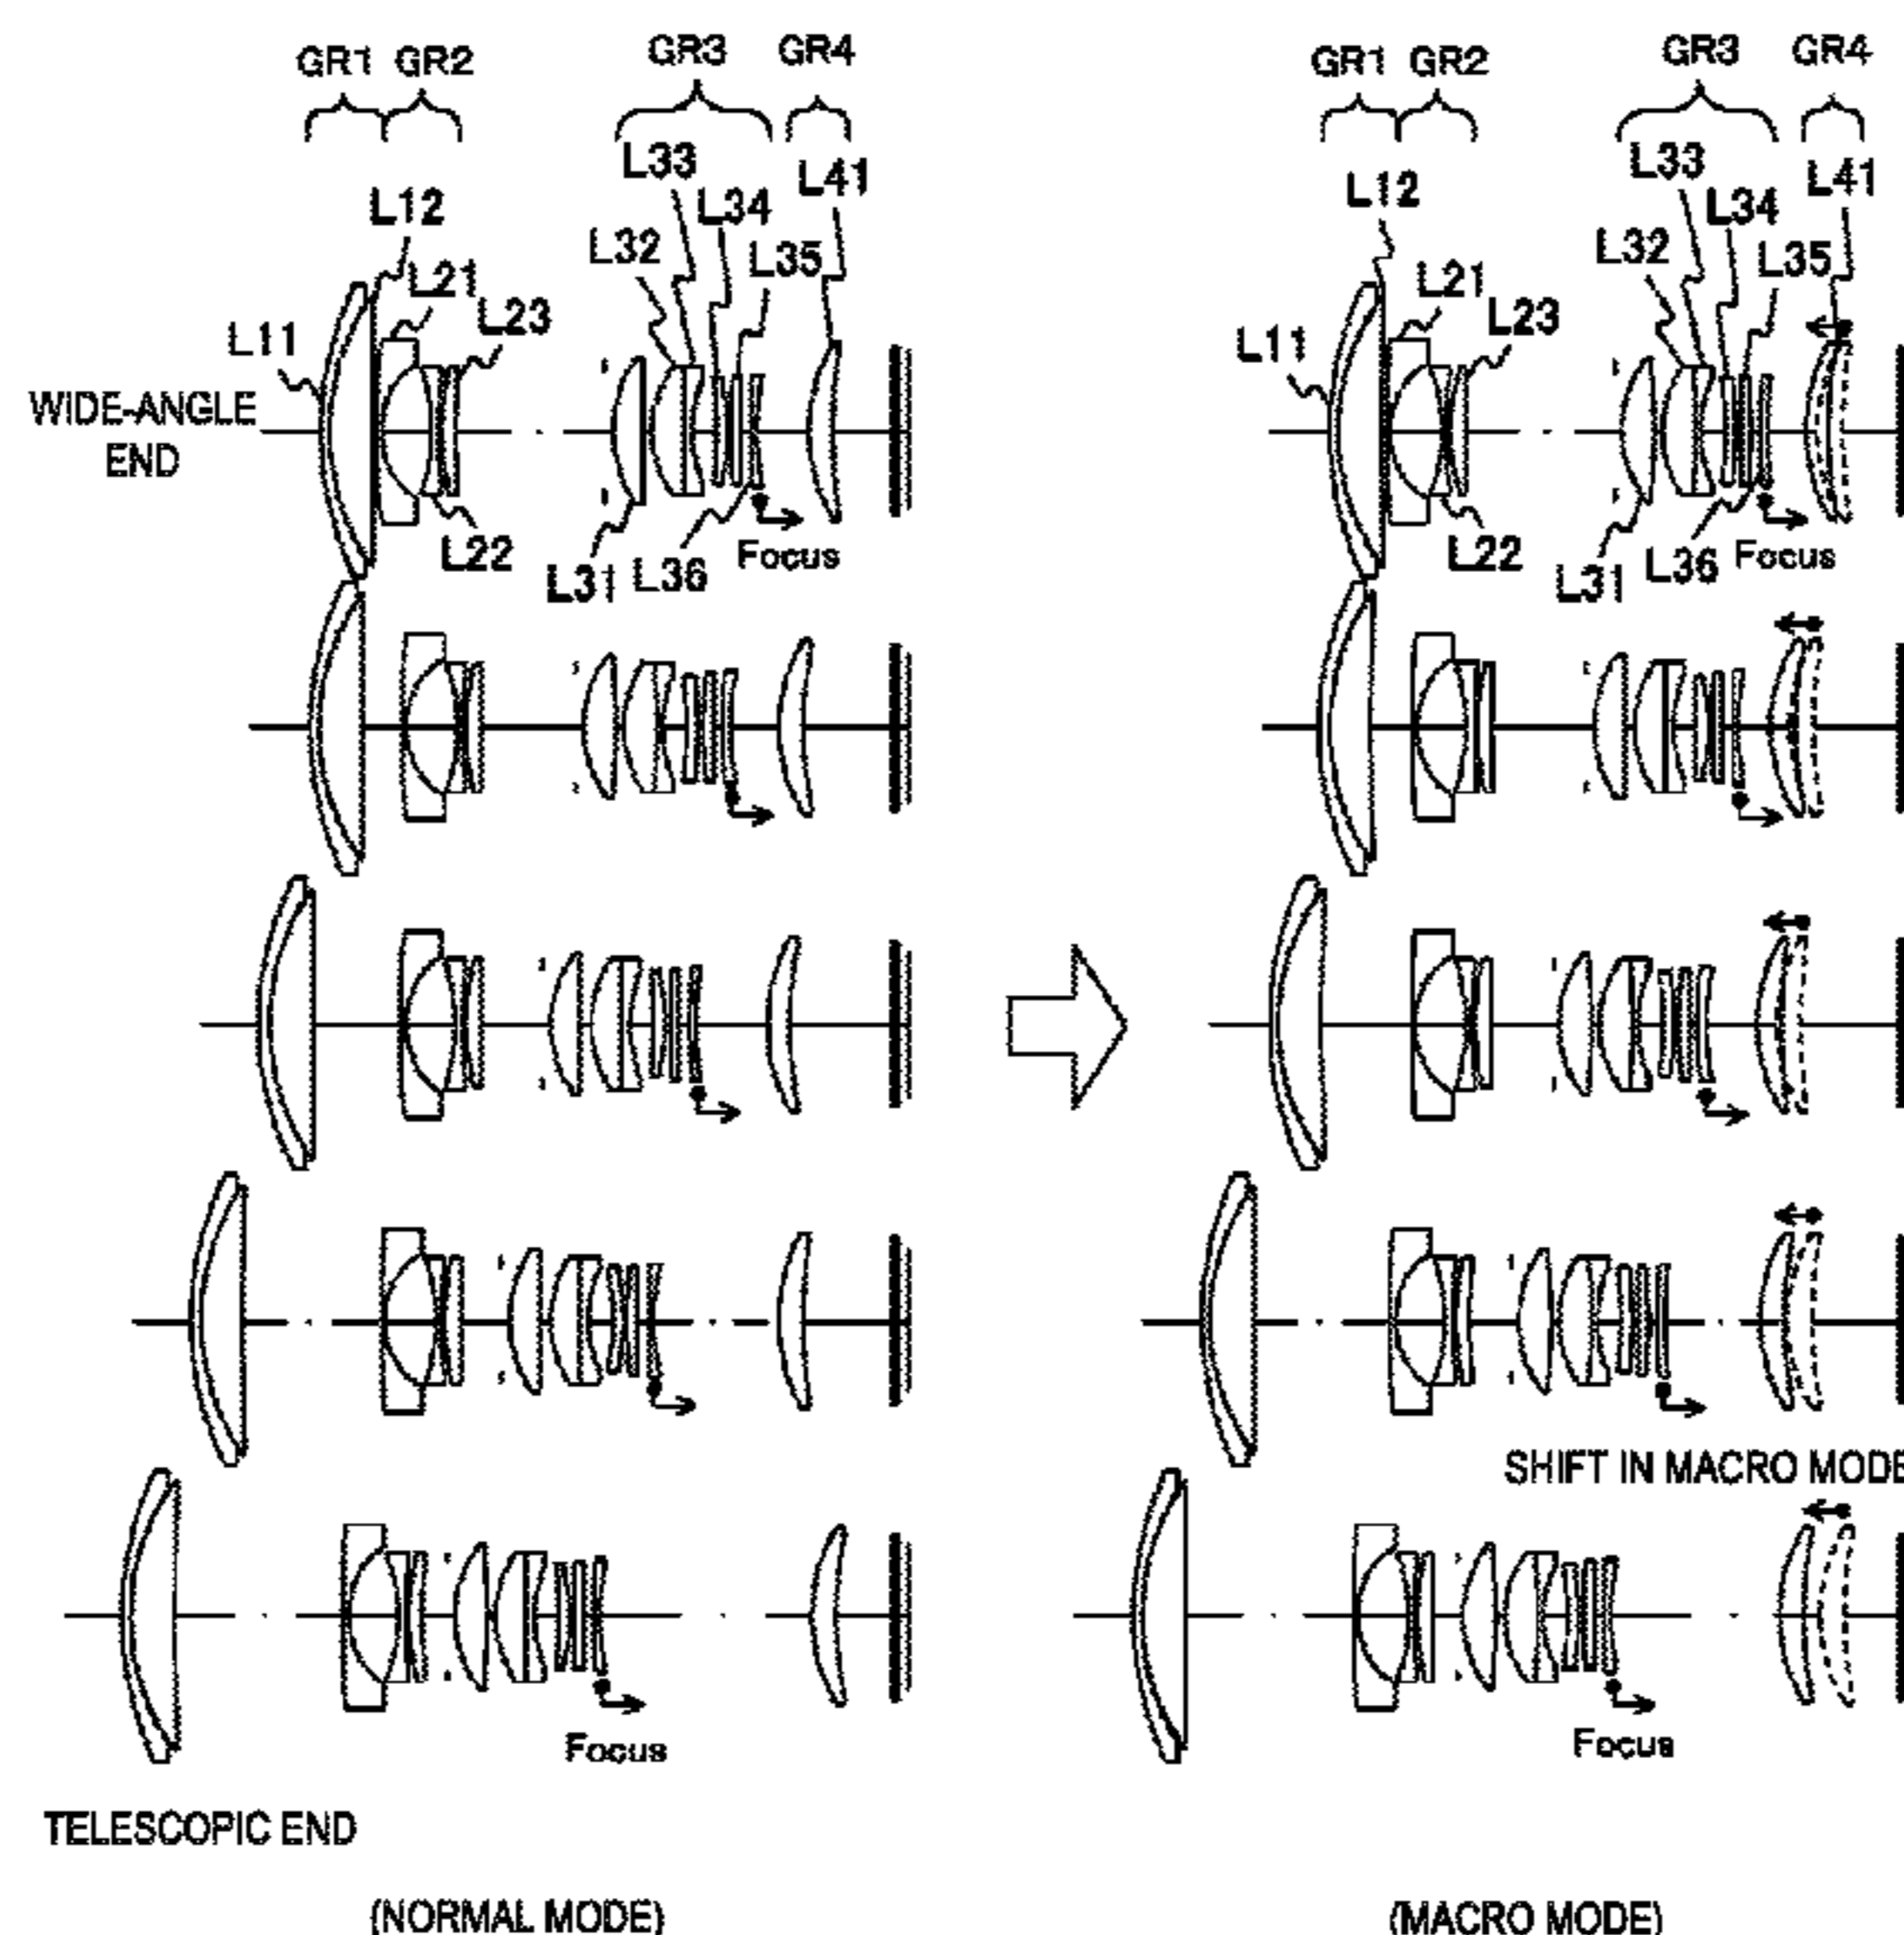 GR1 GR2 GR3 GR4
L33 L41
L12 L34
L32 L35
L21
L23
L11
WIDE-ANGLE
END
L22
L31 L36 Focus
Focus
TELESCOPIC END
(NORMAL MODE)
GR1 GR2 GR3 GR4
L33 L41
L12 L34
L32 L35
L21
L23
L11
L22
L31 L36 Focus
SHIFT IN MACRO MODE
Focus
(MACRO MODE)